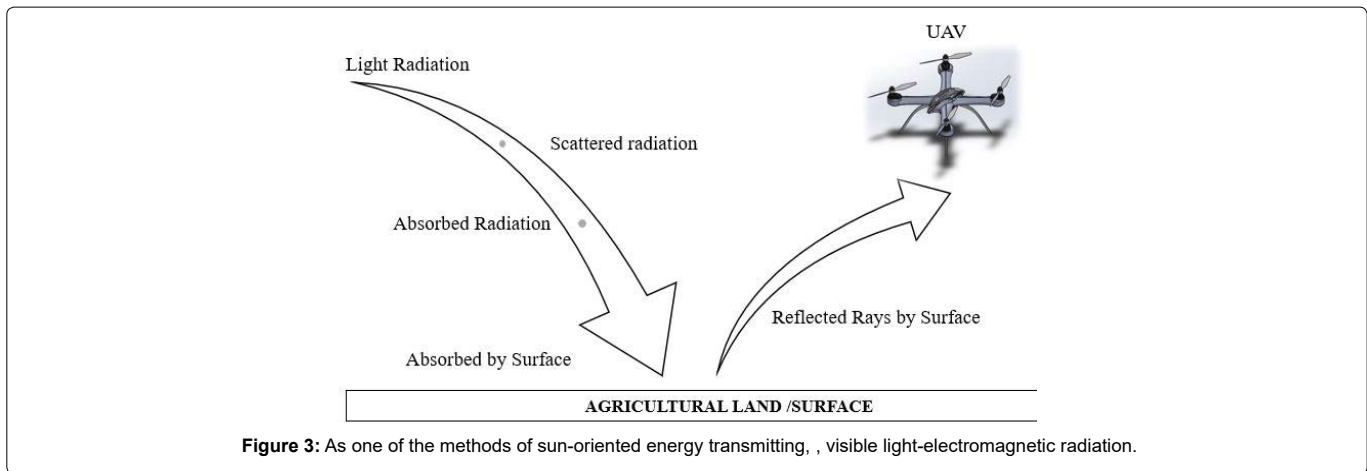 UAV
Light Radiation
Scattered radiation
Absorbed Radiation
Reflected Rays by Surface
Absorbed by Surface
AGRICULTURAL LAND /SURFACE
Figure 3: As one of the methods of sun-oriented energy transmitting, , visible light-electromagnetic radiation.